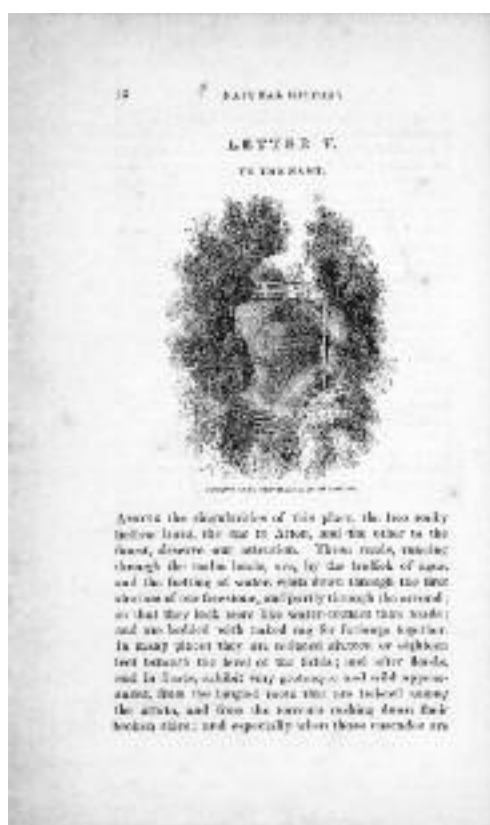 NATURAL HISTORY
LETTER V.
TO THE SAME.
Among the singularities of this place, the two rocky
hollow lanes, the one to Alton, and the other to the
forest, deserve our attention. These roads, running
through the malm lands, are, by the traffick of ages,
and the fretting of water, worn down through the first
stratum of our freestone, and partly through the second;
so that they look more like water-courses than roads;
and are bedded with naked rag for furlongs together.
In many places they are reduced sixteen or eighteen
feet beneath the level of the fields; and after floods,
and in frosts, exhibit very grotesque and wild appear-
ances, from the tangled roots that are twisted among
the strata, and from the torrents rushing down their
broken sides; and especially when those cascades are